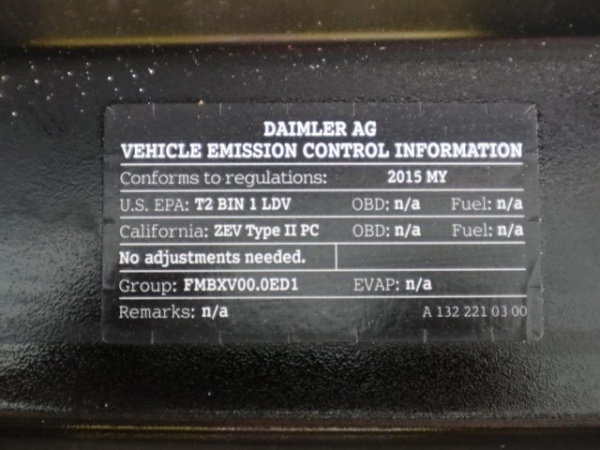 DAIMLER AG
VEHICLE EMISSION CONTROL INFORMATION
Conforms to regulations: 2015 MY
U.S. EPA: T2 BIN 1 LDV OBD: n/a Fuel: n/a
California: ZEV Type II PC OBD: n/a Fuel: n/a
No adjustments needed.
Group: FMBXV00.0ED1 EVAP: n/a
Remarks: n/a A 132 221 03 00